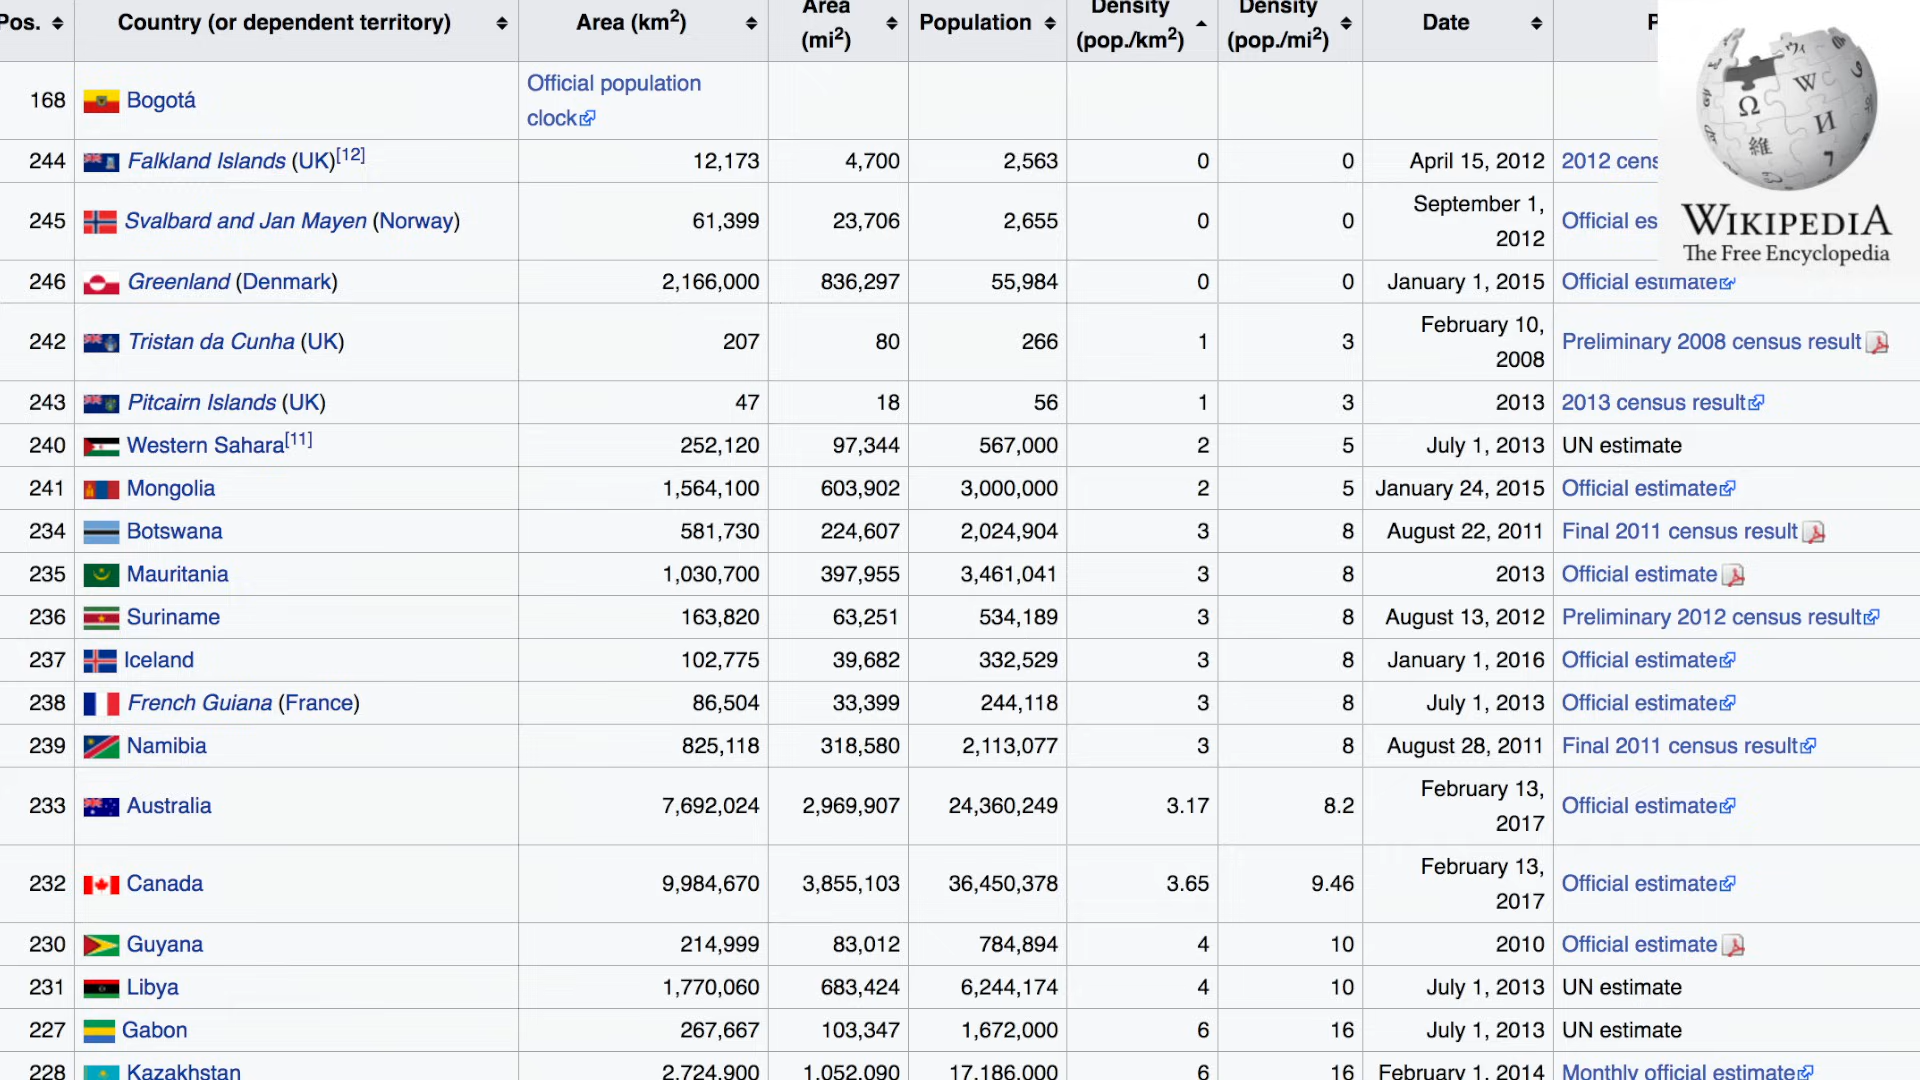 Pos. Country (or dependent territory) Area (km²) Area (mi²) Population Density (pop./km²) Density (pop./mi²) Date
168 Bogotá Official population clock
244 Falkland Islands (UK)[12] 12,173 4,700 2,563 0 0 April 15, 2012 2012
245 Svalbard and Jan Mayen (Norway) 61,399 23,706 2,655 0 0 September 1, 2012 Official
246 Greenland (Denmark) 2,166,000 836,297 55,984 0 0 January 1, 2015 Official estimate
242 Tristan da Cunha (UK) 207 80 266 1 3 February 10, 2008 Preliminary 2008 census result
243 Pitcairn Islands (UK) 47 18 56 1 3 2013 2013 census result
240 Western Sahara[11] 252,120 97,344 567,000 2 5 July 1, 2013 UN estimate
241 Mongolia 1,564,100 603,902 3,000,000 2 5 January 24, 2015 Official estimate
234 Botswana 581,730 224,607 2,024,904 3 8 August 22, 2011 Final 2011 census result
235 Mauritania 1,030,700 397,955 3,461,041 3 8 2013 Official estimate
236 Suriname 163,820 63,251 534,189 3 8 August 13, 2012 Preliminary 2012 census result
237 Iceland 102,775 39,682 332,529 3 8 January 1, 2016 Official estimate
238 French Guiana (France) 86,504 33,399 244,118 3 8 July 1, 2013 Official estimate
239 Namibia 825,118 318,580 2,113,077 3 8 August 28, 2011 Final 2011 census result
233 Australia 7,692,024 2,969,907 24,360,249 3.17 8.2 February 13, 2017 Official estimate
232 Canada 9,984,670 3,855,103 36,450,378 3.65 9.46 February 13, 2017 Official estimate
230 Guyana 214,999 83,012 784,894 4 10 2010 Official estimate
231 Libya 1,770,060 683,424 6,244,174 4 10 July 1, 2013 UN estimate
227 Gabon 267,667 103,347 1,672,000 6 16 July 1, 2013 UN estimate
228 Kazakhstan 2,724,900 1,052,090 17,186,000 6 16 February 1, 2014 Monthly official estimate
WIKIPEDIA
The Free Encyclopedia